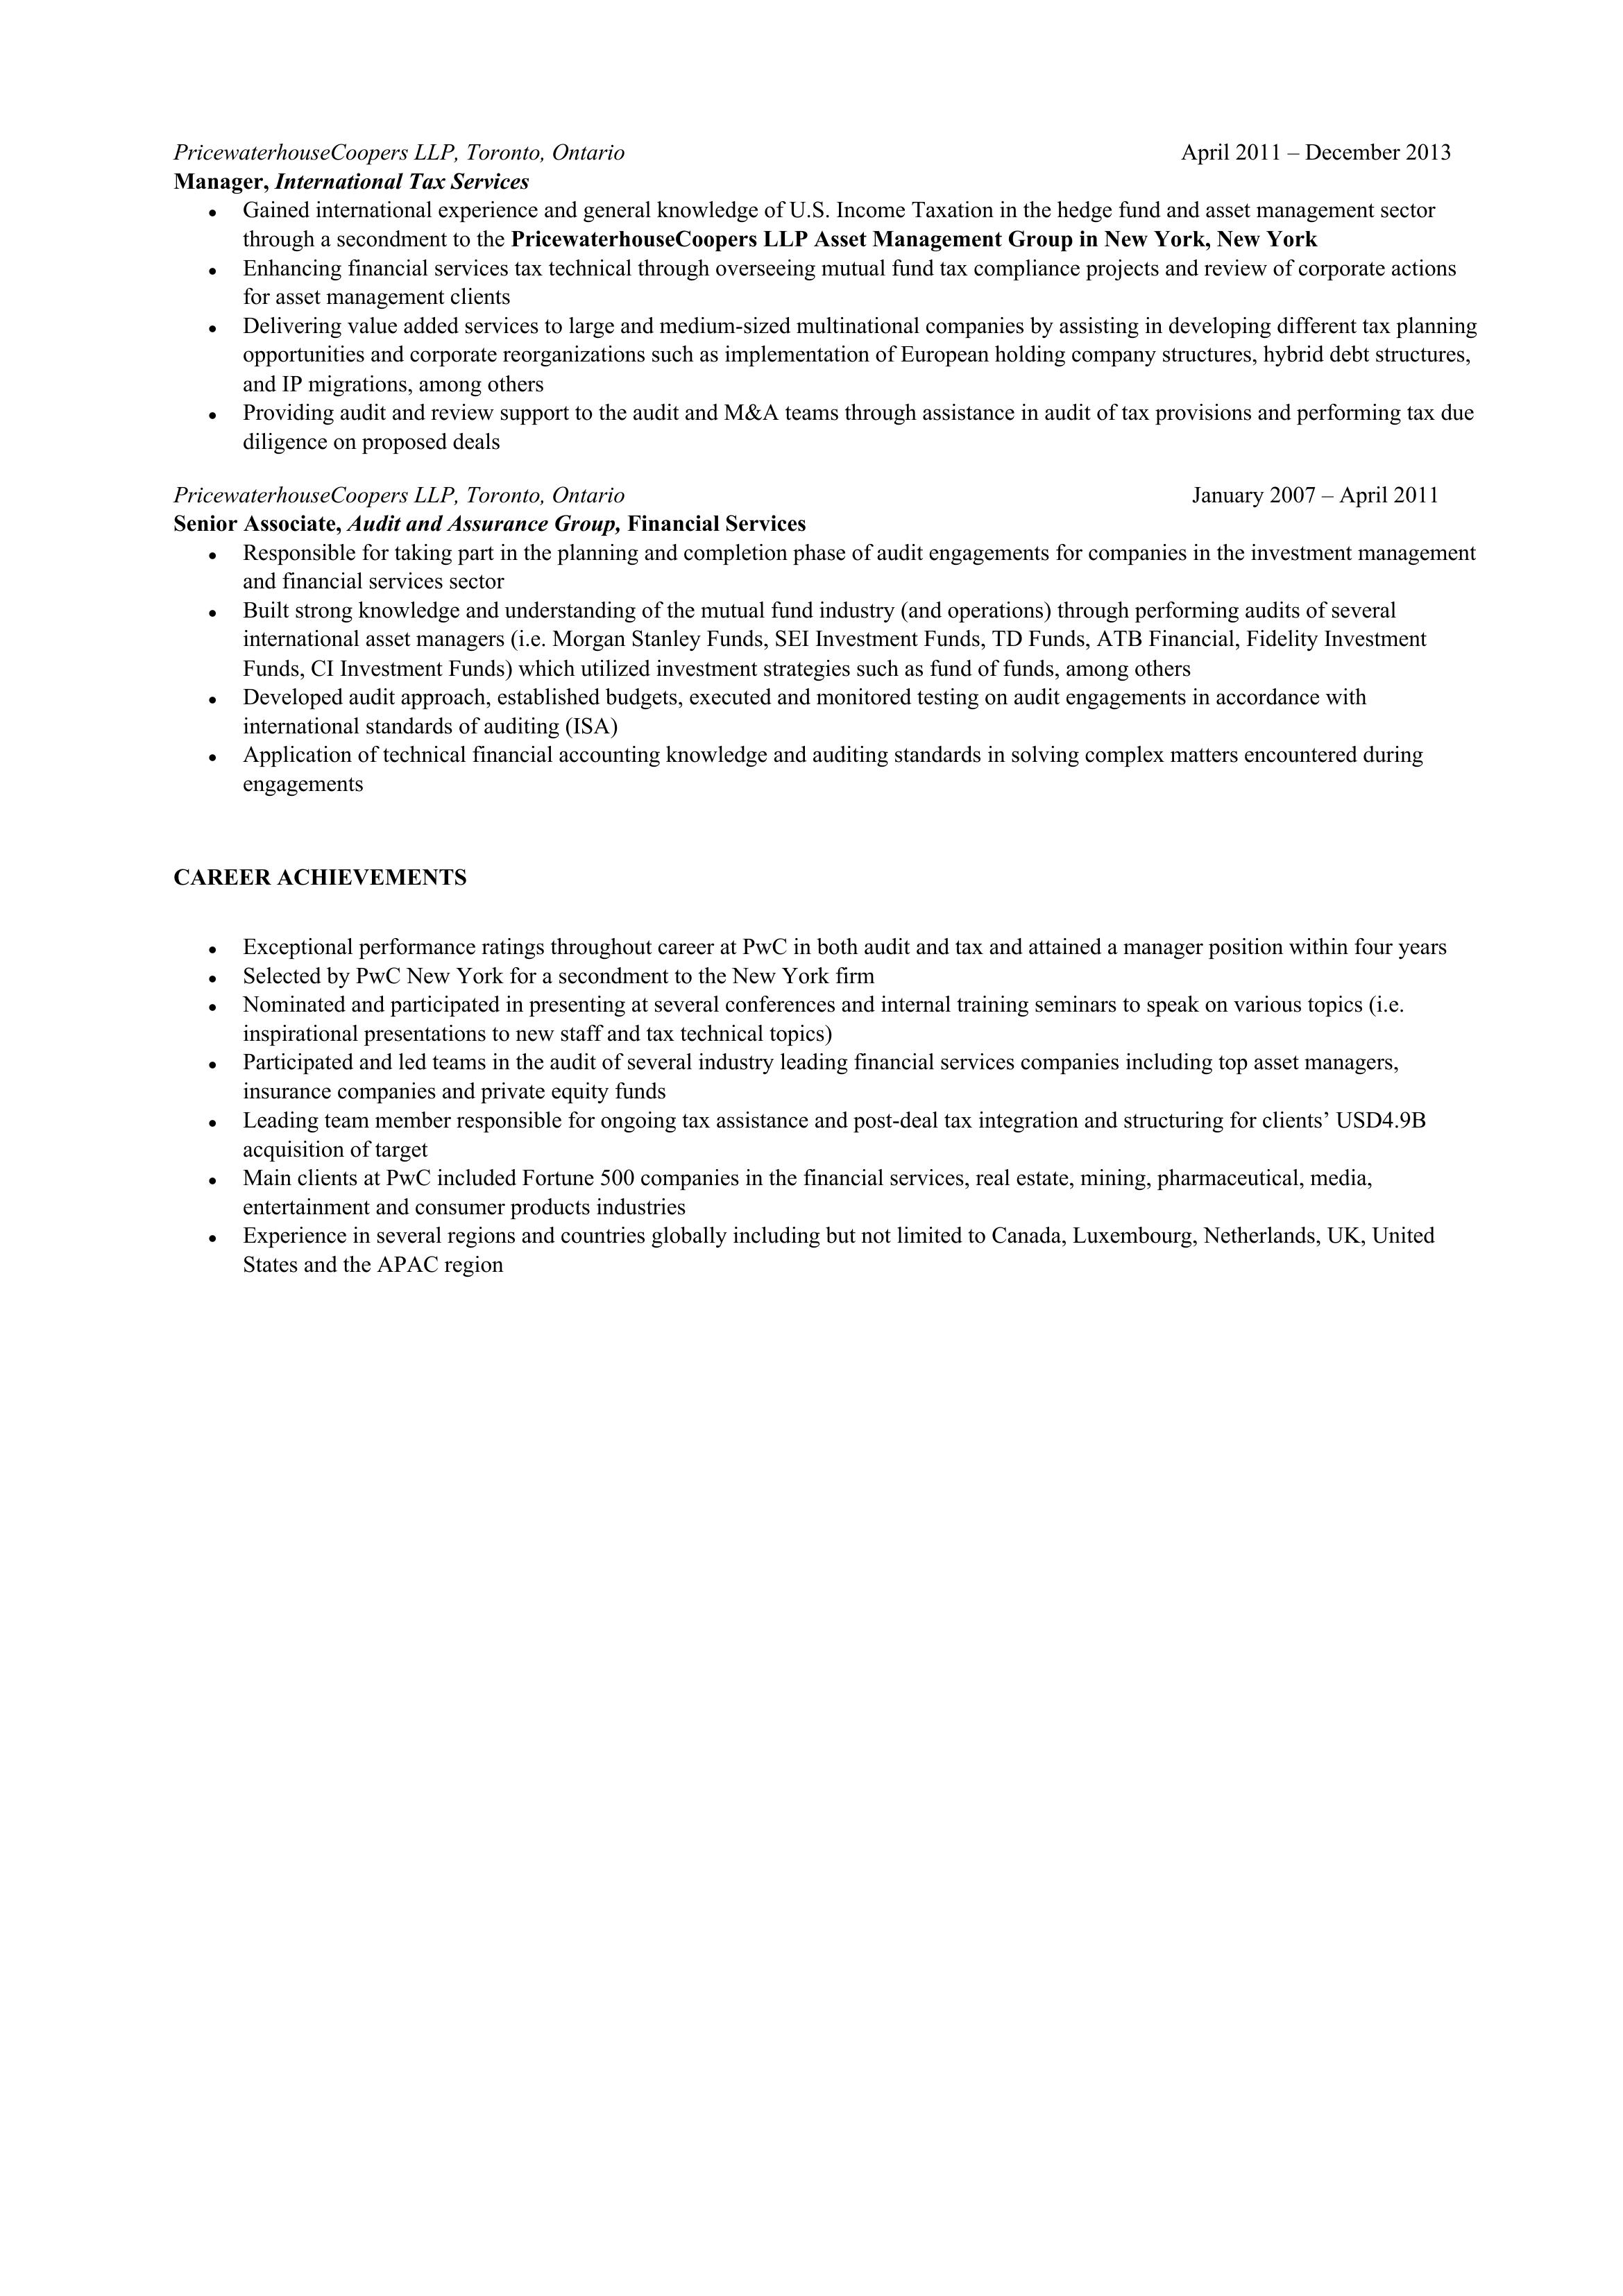 PricewaterhouseCoopers LLP, Toronto, Ontario April 2011 – December 2013
Manager, International Tax Services
• Gained international experience and general knowledge of U.S. Income Taxation in the hedge fund and asset management sector
through a secondment to the PricewaterhouseCoopers LLP Asset Management Group in New York, New York
• Enhancing financial services tax technical through overseeing mutual fund tax compliance projects and review of corporate actions
for asset management clients
• Delivering value added services to large and medium-sized multinational companies by assisting in developing different tax planning
opportunities and corporate reorganizations such as implementation of European holding company structures, hybrid debt structures,
and IP migrations, among others
• Providing audit and review support to the audit and M&A teams through assistance in audit of tax provisions and performing tax due
diligence on proposed deals
PricewaterhouseCoopers LLP, Toronto, Ontario January 2007 – April 2011
Senior Associate, Audit and Assurance Group, Financial Services
• Responsible for taking part in the planning and completion phase of audit engagements for companies in the investment management
and financial services sector
• Built strong knowledge and understanding of the mutual fund industry (and operations) through performing audits of several
international asset managers (i.e. Morgan Stanley Funds, SEI Investment Funds, TD Funds, ATB Financial, Fidelity Investment
Funds, CI Investment Funds) which utilized investment strategies such as fund of funds, among others
• Developed audit approach, established budgets, executed and monitored testing on audit engagements in accordance with
international standards of auditing (ISA)
• Application of technical financial accounting knowledge and auditing standards in solving complex matters encountered during
engagements
CAREER ACHIEVEMENTS
• Exceptional performance ratings throughout career at PwC in both audit and tax and attained a manager position within four years
• Selected by PwC New York for a secondment to the New York firm
• Nominated and participated in presenting at several conferences and internal training seminars to speak on various topics (i.e.
inspirational presentations to new staff and tax technical topics)
• Participated and led teams in the audit of several industry leading financial services companies including top asset managers,
insurance companies and private equity funds
• Leading team member responsible for ongoing tax assistance and post-deal tax integration and structuring for clients’ USD4.9B
acquisition of target
• Main clients at PwC included Fortune 500 companies in the financial services, real estate, mining, pharmaceutical, media,
entertainment and consumer products industries
• Experience in several regions and countries globally including but not limited to Canada, Luxembourg, Netherlands, UK, United
States and the APAC region